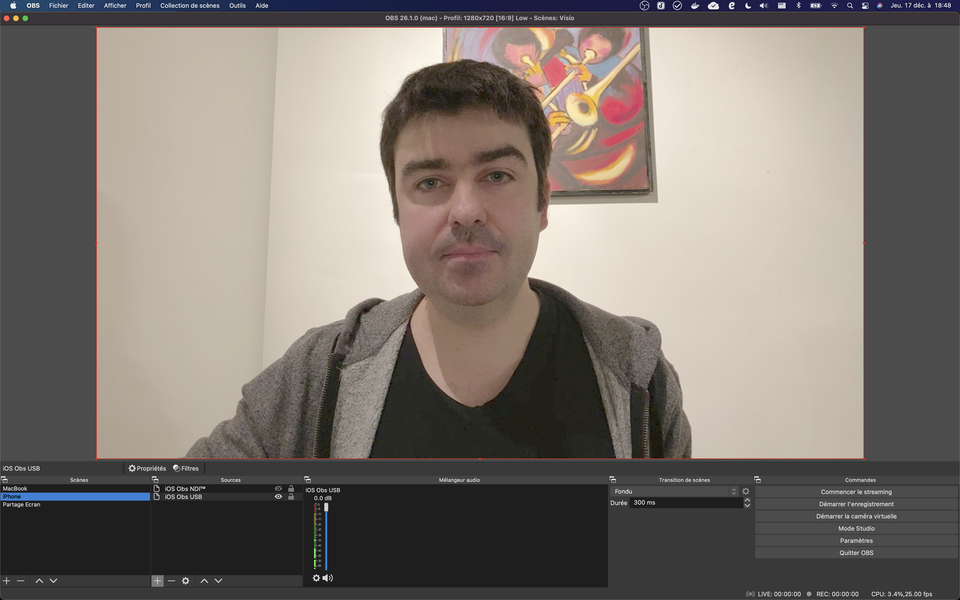 OBS Fichier Editer Afficher Profil Collection de scènes Outils Aide Jeu. 17 déc. à 18:48
OBS 26.1.0 (mac) - Profil: 1280x720 [16:9] Low - Scènes: Visio
iOS Obs USB Propriétés Filtres
Scènes
MacBook
iPhone
Partage Ecran
Sources
iOS Obs NDI™
iOS Obs USB
Mélangeur audio
iOS Obs USB
0.0 dB
Transition de scènes
Fondu
Durée 300 ms
Commandes
Commencer le streaming
Démarrer l'enregistrement
Démarrer la caméra virtuelle
Mode Studio
Paramètres
Quitter OBS
LIVE: 00:00:00 REC: 00:00:00 CPU: 3.4%,25.00 fps